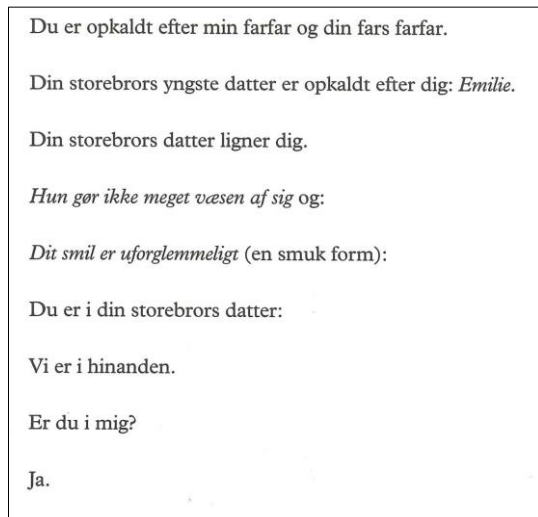 Du er opkaldt efter min farfar og din fars farfar.
Din storebrors yngste datter er opkaldt efter dig: Emilie.
Din storebrors datter ligner dig.
Hun gør ikke meget væsen af sig og:
Dit smil er uforglemmeligt (en smuk form):
Du er i din storebrors datter:
Vi er i hinanden.
Er du i mig?
Ja.